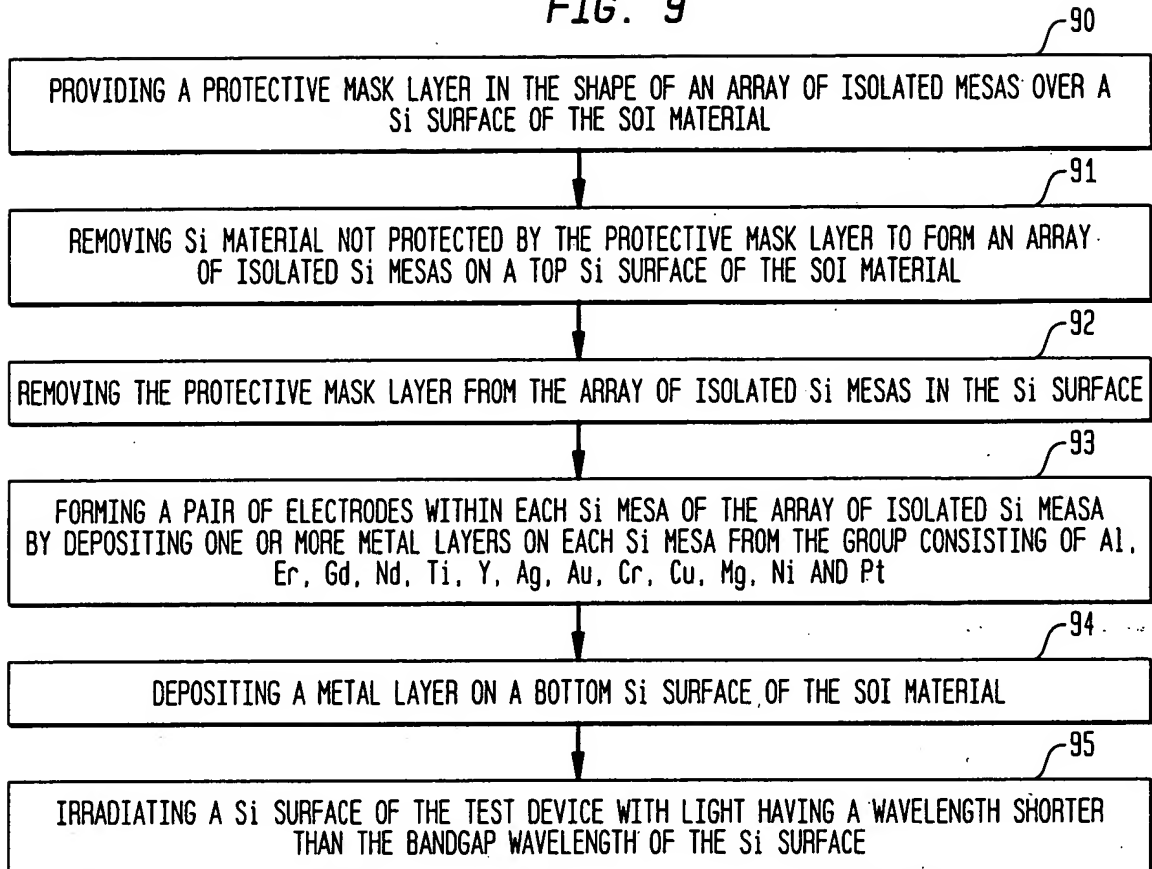 FIG. 9
90
PROVIDING A PROTECTIVE MASK LAYER IN THE SHAPE OF AN ARRAY OF ISOLATED MESAS OVER A
Si SURFACE OF THE SOI MATERIAL
91
REMOVING Si MATERIAL NOT PROTECTED BY THE PROTECTIVE MASK LAYER TO FORM AN ARRAY
OF ISOLATED Si MESAS ON A TOP Si SURFACE OF THE SOI MATERIAL
92
REMOVING THE PROTECTIVE MASK LAYER FROM THE ARRAY OF ISOLATED Si MESAS IN THE Si SURFACE
93
FORMING A PAIR OF ELECTRODES WITHIN EACH Si MESA OF THE ARRAY OF ISOLATED Si MEASA
BY DEPOSITING ONE OR MORE METAL LAYERS ON EACH Si MESA FROM THE GROUP CONSISTING OF Al,
Er, Gd, Nd, Ti, Y, Ag, Au, Cr, Cu, Mg, Ni AND Pt
94
DEPOSITING A METAL LAYER ON A BOTTOM Si SURFACE OF THE SOI MATERIAL
95
IRRADIATING A Si SURFACE OF THE TEST DEVICE WITH LIGHT HAVING A WAVELENGTH SHORTER
THAN THE BANDGAP WAVELENGTH OF THE Si SURFACE